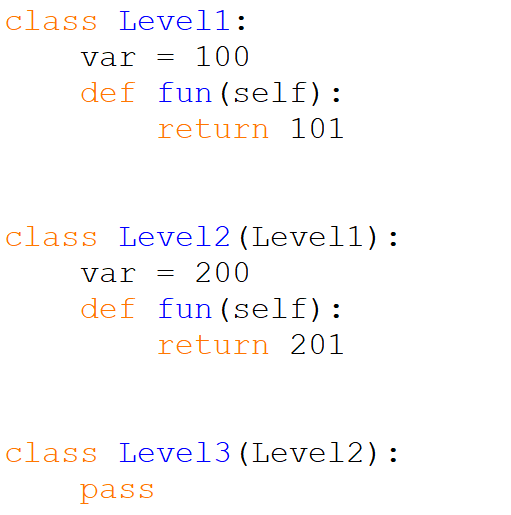 class Level1:
    var = 100
    def fun(self):
        return 101
class Level2(Level1):
    var = 200
    def fun(self):
        return 201
class Level3(Level2):
    pass